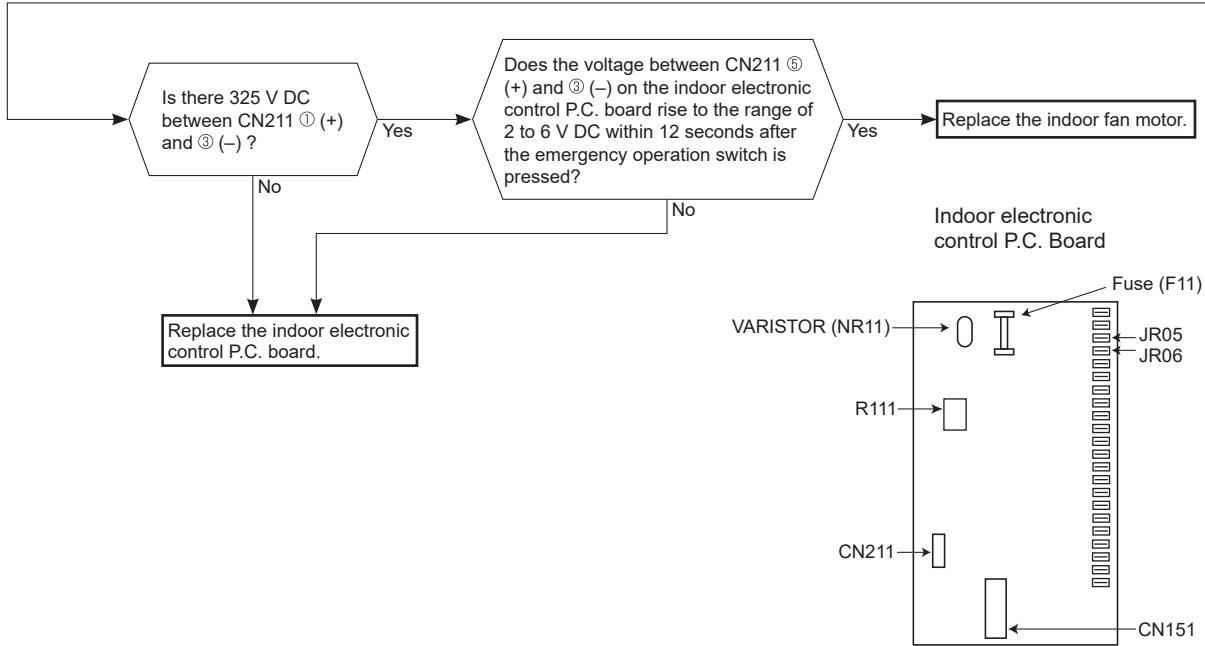 Is there 325 V DC
between CN211 ① (+)
and ③ (–) ?
Yes
No
Does the voltage between CN211 ⑤
(+) and ③ (–) on the indoor electronic
control P.C. board rise to the range of
2 to 6 V DC within 12 seconds after
the emergency operation switch is
pressed?
Yes
No
Replace the indoor fan motor.
Replace the indoor electronic
control P.C. board.
Indoor electronic
control P.C. Board
Fuse (F11)
VARISTOR (NR11)
JR05
JR06
R111
CN211
CN151